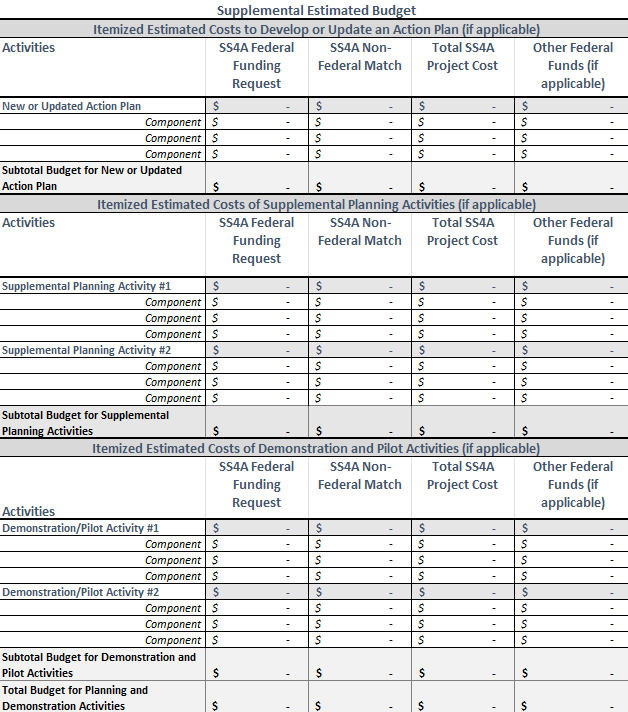 Supplemental Estimated Budget
Itemized Estimated Costs to Develop or Update an Action Plan (if applicable)
Activities SS4A Federal Funding Request SS4A Non-Federal Match Total SS4A Project Cost Other Federal Funds (if applicable)
New or Updated Action Plan $ - $ - $ - $ -
Component $ - $ - $ - $ -
Component $ - $ - $ - $ -
Component $ - $ - $ - $ -
Subtotal Budget for New or Updated Action Plan $ - $ - $ - $ -
Itemized Estimated Costs of Supplemental Planning Activities (if applicable)
Activities SS4A Federal Funding Request SS4A Non-Federal Match Total SS4A Project Cost Other Federal Funds (if applicable)
Supplemental Planning Activity #1 $ - $ - $ - $ -
Component $ - $ - $ - $ -
Component $ - $ - $ - $ -
Component $ - $ - $ - $ -
Supplemental Planning Activity #2 $ - $ - $ - $ -
Component $ - $ - $ - $ -
Component $ - $ - $ - $ -
Component $ - $ - $ - $ -
Subtotal Budget for Supplemental Planning Activities $ - $ - $ - $ -
Itemized Estimated Costs of Demonstration and Pilot Activities (if applicable)
Activities SS4A Federal Funding Request SS4A Non-Federal Match Total SS4A Project Cost Other Federal Funds (if applicable)
Demonstration/Pilot Activity #1 $ - $ - $ - $ -
Component $ - $ - $ - $ -
Component $ - $ - $ - $ -
Component $ - $ - $ - $ -
Demonstration/Pilot Activity #2 $ - $ - $ - $ -
Component $ - $ - $ - $ -
Component $ - $ - $ - $ -
Component $ - $ - $ - $ -
Subtotal Budget for Demonstration and Pilot Activities $ - $ - $ - $ -
Total Budget for Planning and Demonstration Activities $ - $ - $ - $ -